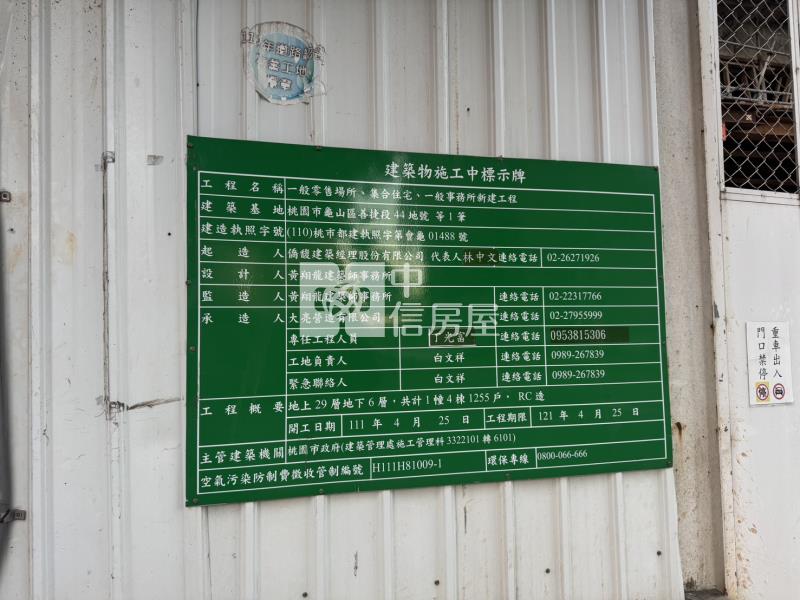 建築物施工中標示牌
工程名稱 一般零售場所、集合住宅、一般事務所新建工程
建築基地 桃園市龜山區善捷段44地號 等1筆
建造執照字號 (110)桃市都建執照字第會龜01488號
起造人 僑馥建築經理股份有限公司 代表人林中文 連絡電話 02-26271926
設計人 黃翔龍建築師事務所
監造人 黃翔龍建築師事務所 連絡電話 02-22317766
承造人 大亮營造有限公司 連絡電話 02-27955999
專任工程人員 連絡電話 0953815306
工地負責人 白文祥 連絡電話 0989-267839
緊急聯絡人 白文祥 連絡電話 0989-267839
工程概要 地上29層地下6層，共計1幢4棟1255戶， RC造
開工日期 111 年 4 月 25 日 工程期限 121 年 4 月 25 日
主管建築機關 桃園市政府(建築管理處施工管理科3322101轉6101)
空氣污染防制費徵收管制編號 H111H81009-1 環保專線 0800-066-666
重車出入
門口禁停
中信房屋